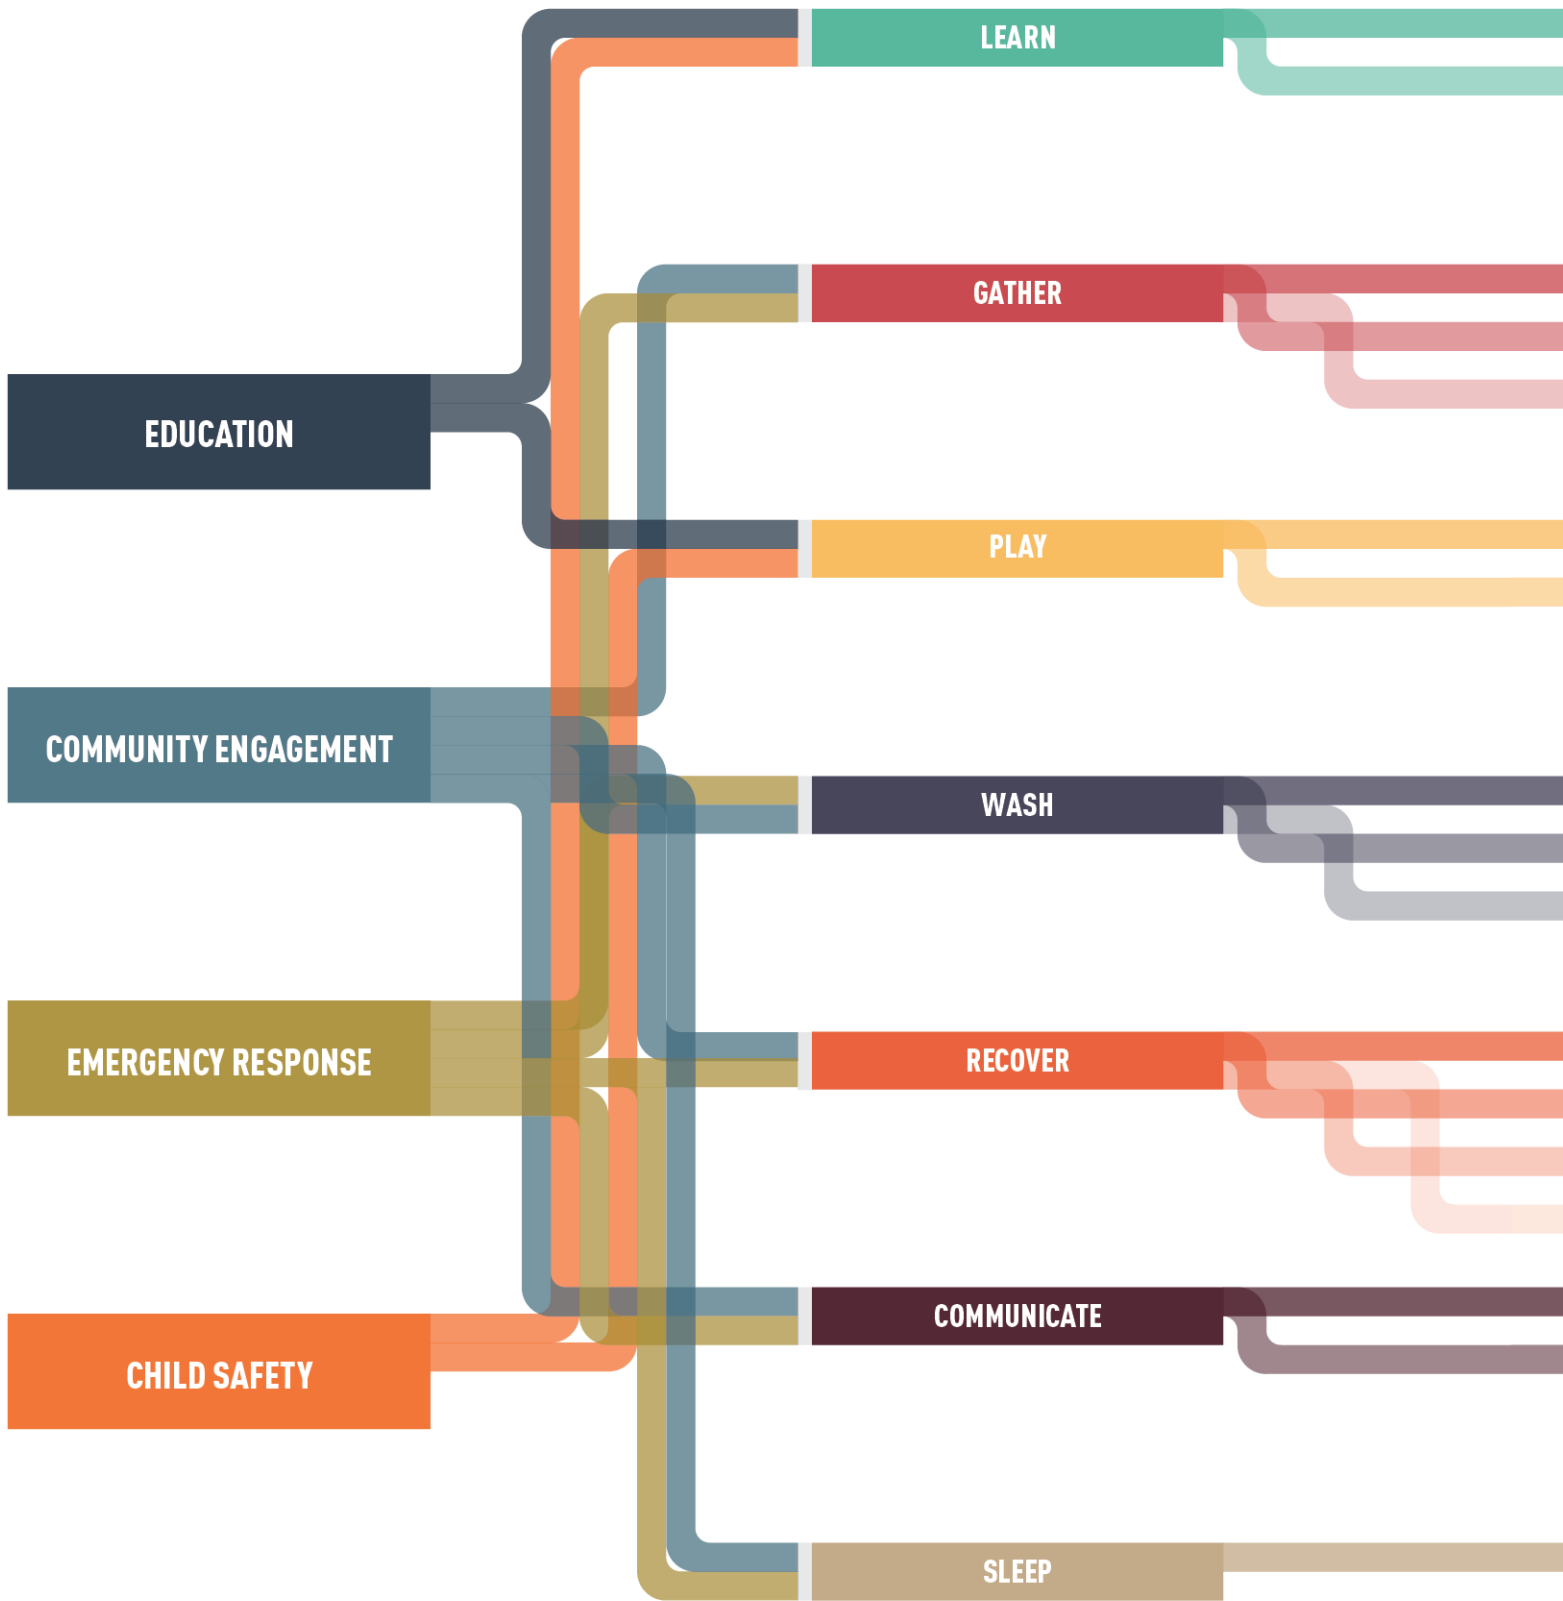 EDUCATION
COMMUNITY ENGAGEMENT
EMERGENCY RESPONSE
CHILD SAFETY
LEARN
GATHER
PLAY
WASH
RECOVER
COMMUNICATE
SLEEP